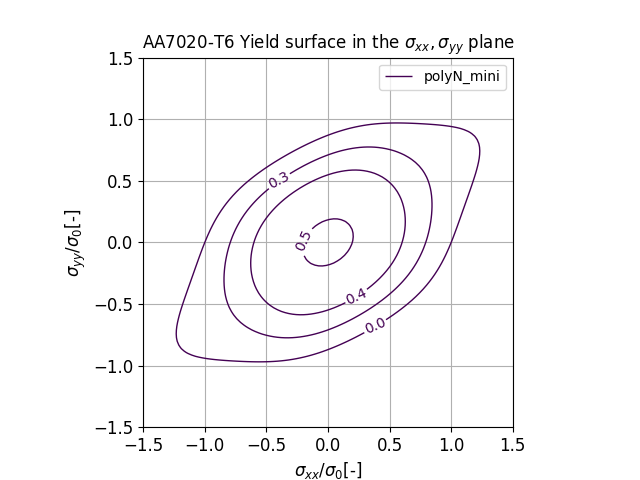 AA7020-T6 Yield surface in the σxx, σyy plane
polyN_mini
1.5
1.0
0.5
0.0
−0.5
−1.0
−1.5
σyy/σ0[-]
0.3
0.5
0.4
0.0
−1.5 −1.0 −0.5 0.0 0.5 1.0 1.5
σxx/σ0[-]